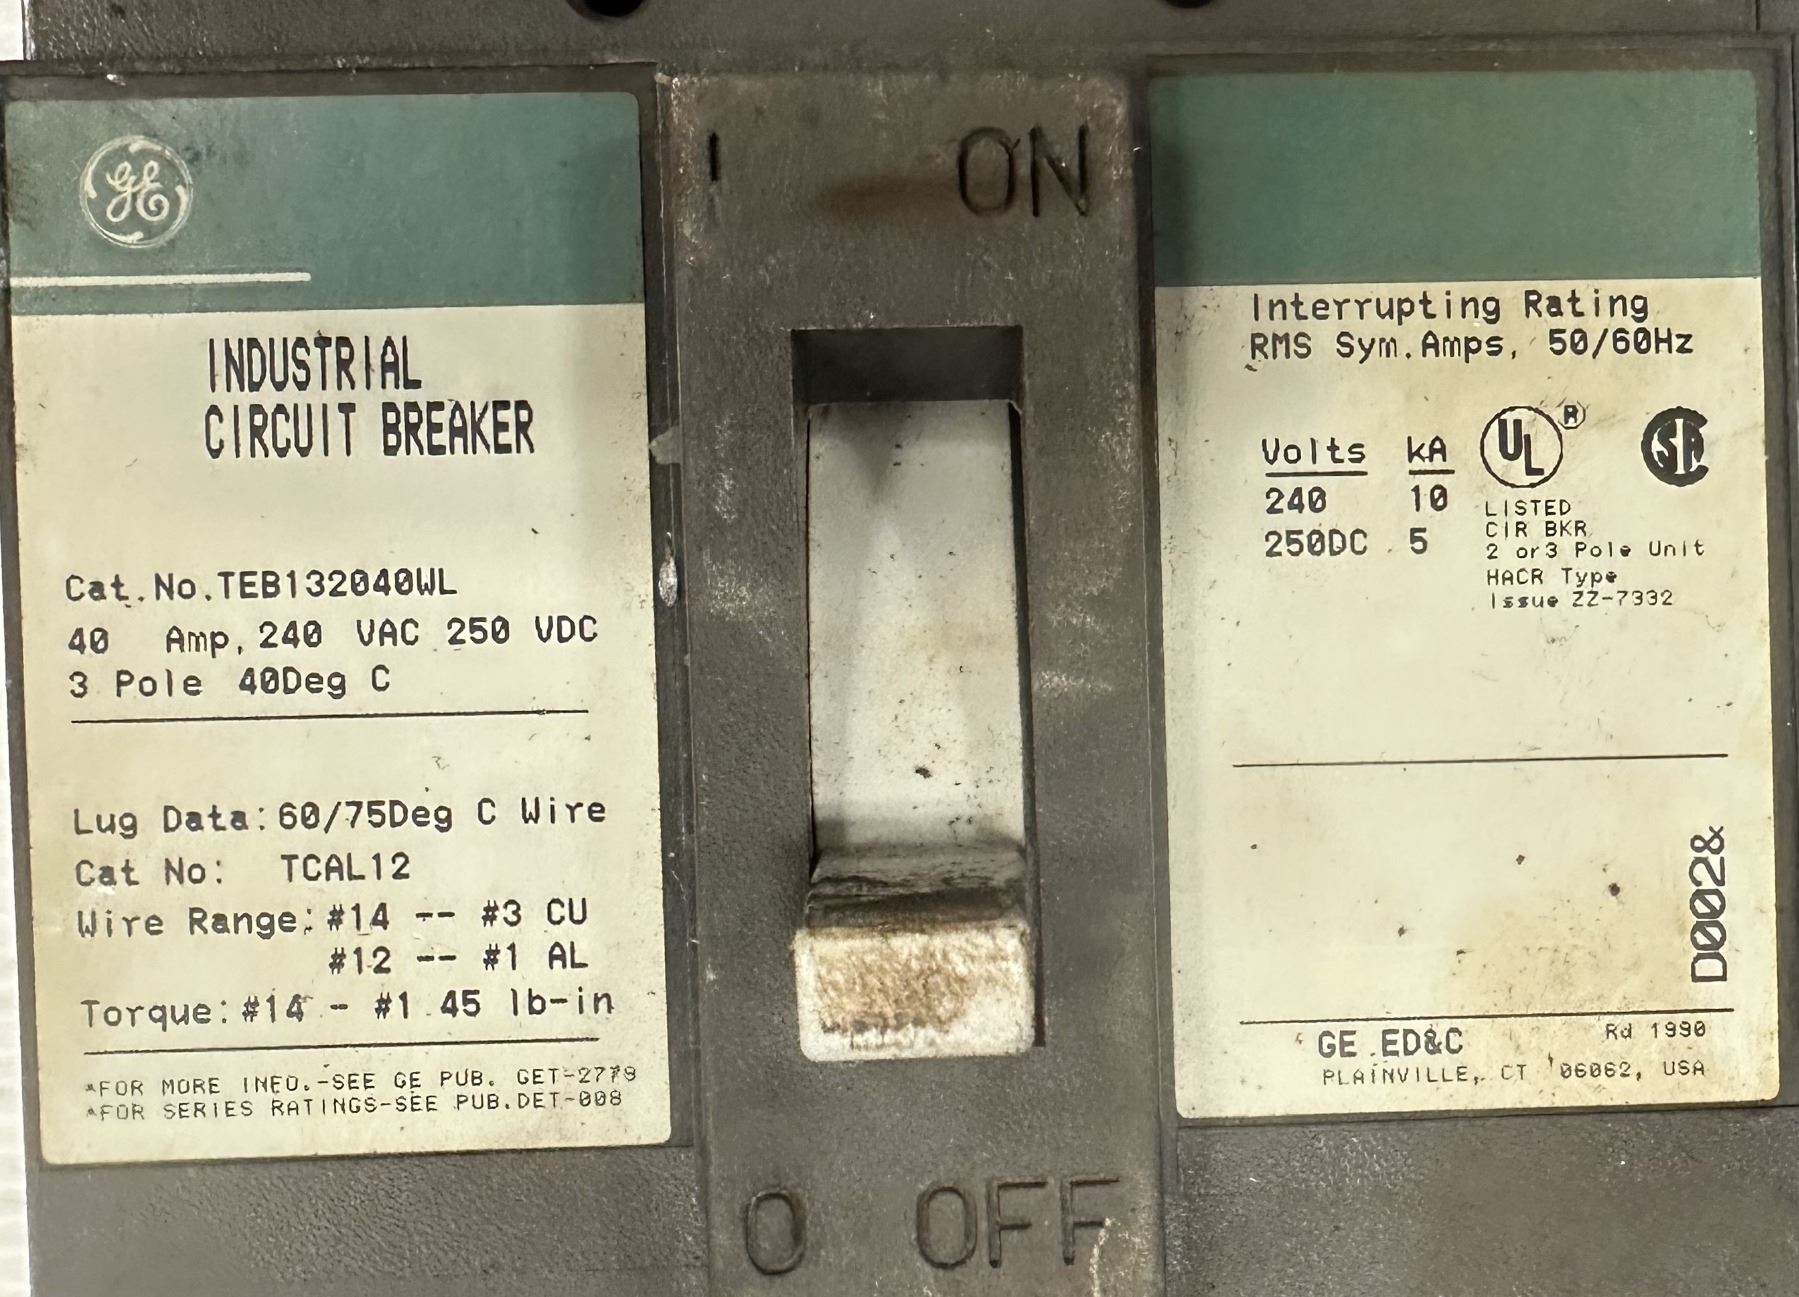 GE
INDUSTRIAL
CIRCUIT BREAKER
Cat.No.TEB132040WL
40 Amp, 240 VAC 250 VDC
3 Pole 40Deg C
Lug Data: 60/75Deg C Wire
Cat No: TCAL12
Wire Range: #14 -- #3 CU
#12 -- #1 AL
Torque: #14 - #1 45 lb-in
*FOR MORE INFO.-SEE GE PUB. GET-2779
*FOR SERIES RATINGS-SEE PUB.DET-008
I ON
O OFF
Interrupting Rating
RMS Sym.Amps, 50/60Hz
Volts kA
240 10
250DC 5
UL®
SA
LISTED
CIR BKR
2 or3 Pole Unit
HACR Type
Issue ZZ-7332
D0028
GE ED&C Rd 1990
PLAINVILLE, CT 06062, USA